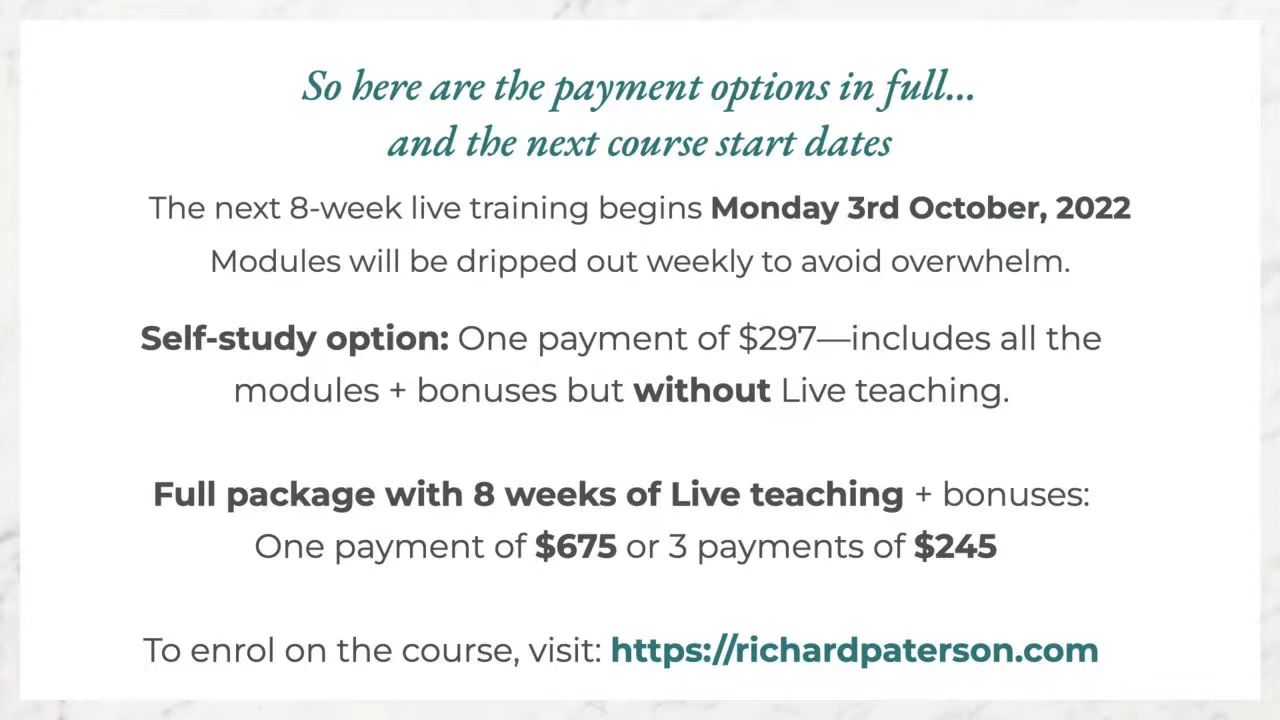 So here are the payment options in full...
and the next course start dates
The next 8-week live training begins Monday 3rd October, 2022
Modules will be dripped out weekly to avoid overwhelm.
Self-study option: One payment of $297—includes all the
modules + bonuses but without Live teaching.
Full package with 8 weeks of Live teaching + bonuses:
One payment of $675 or 3 payments of $245
To enrol on the course, visit: https://richardpaterson.com